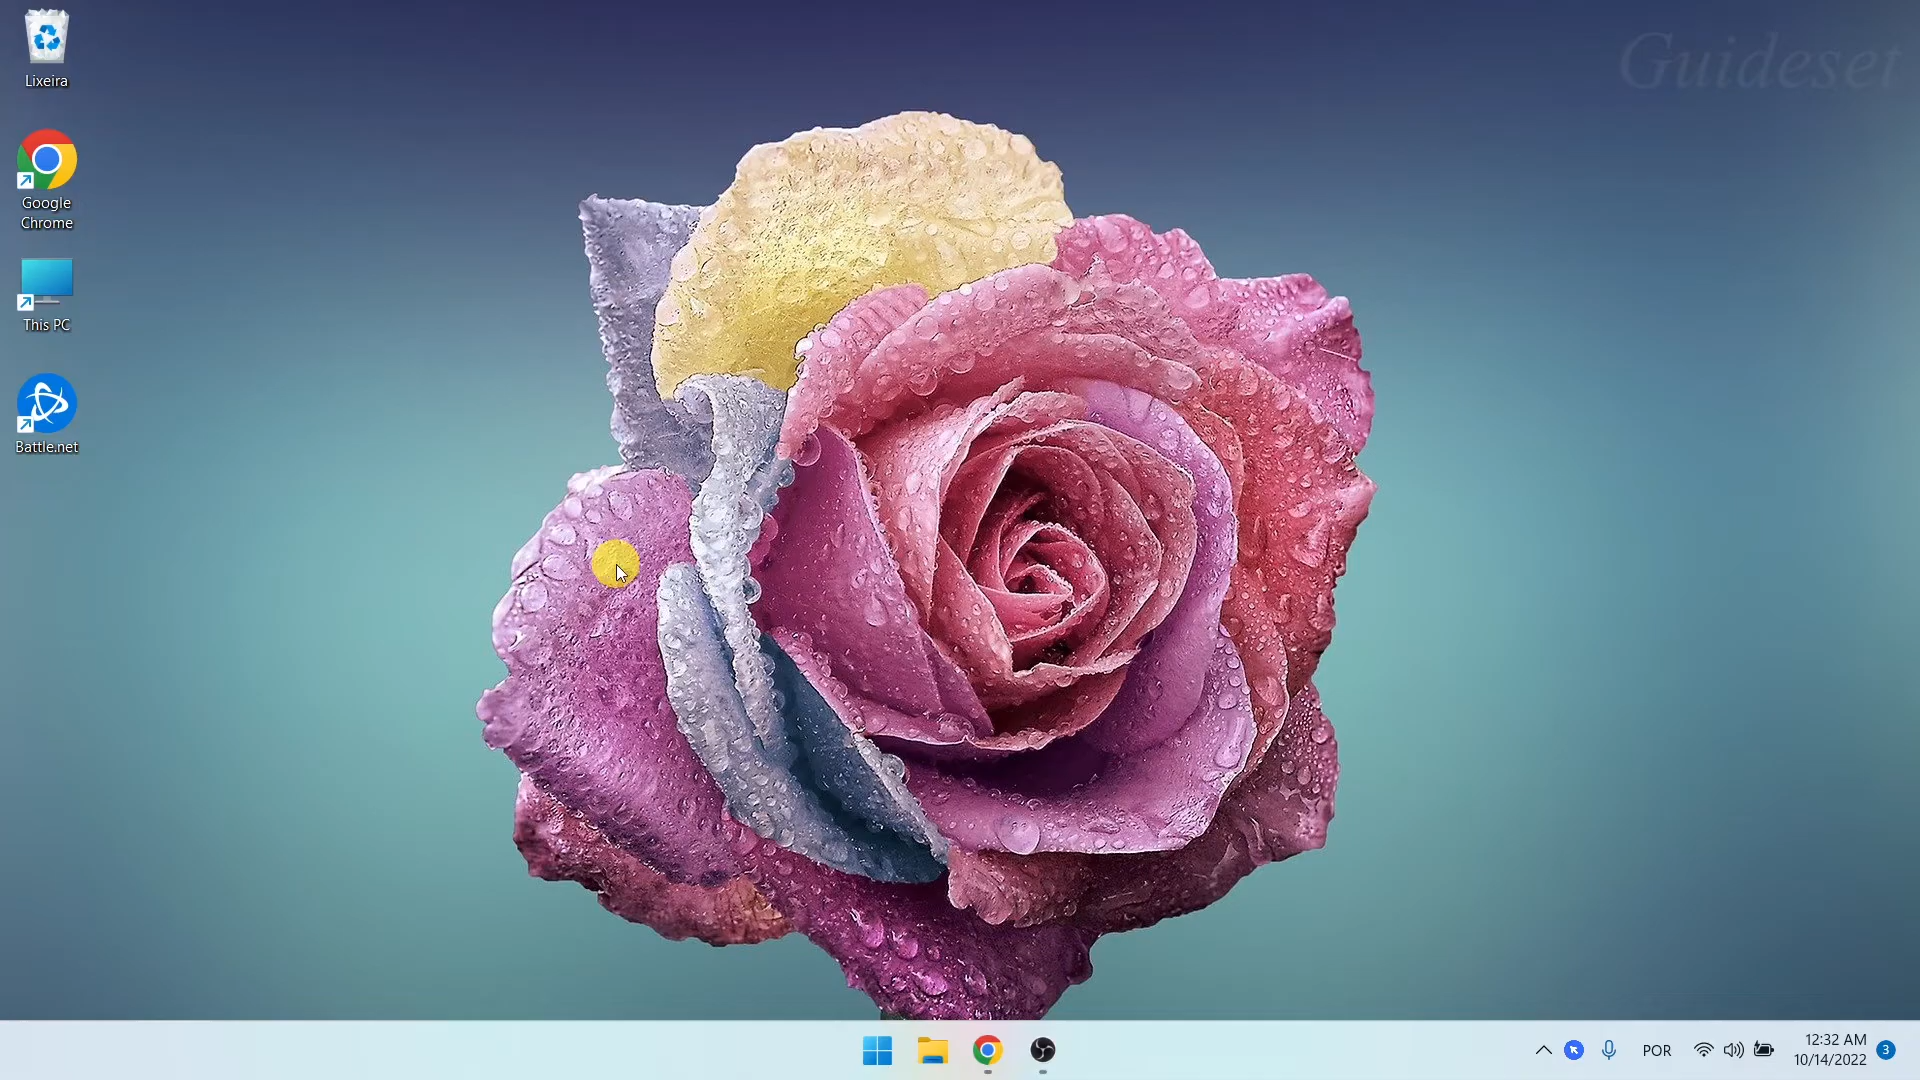 Guideset
Lixeira
Google
Chrome
This PC
Battle.net
POR
12:32 AM
10/14/2022
3